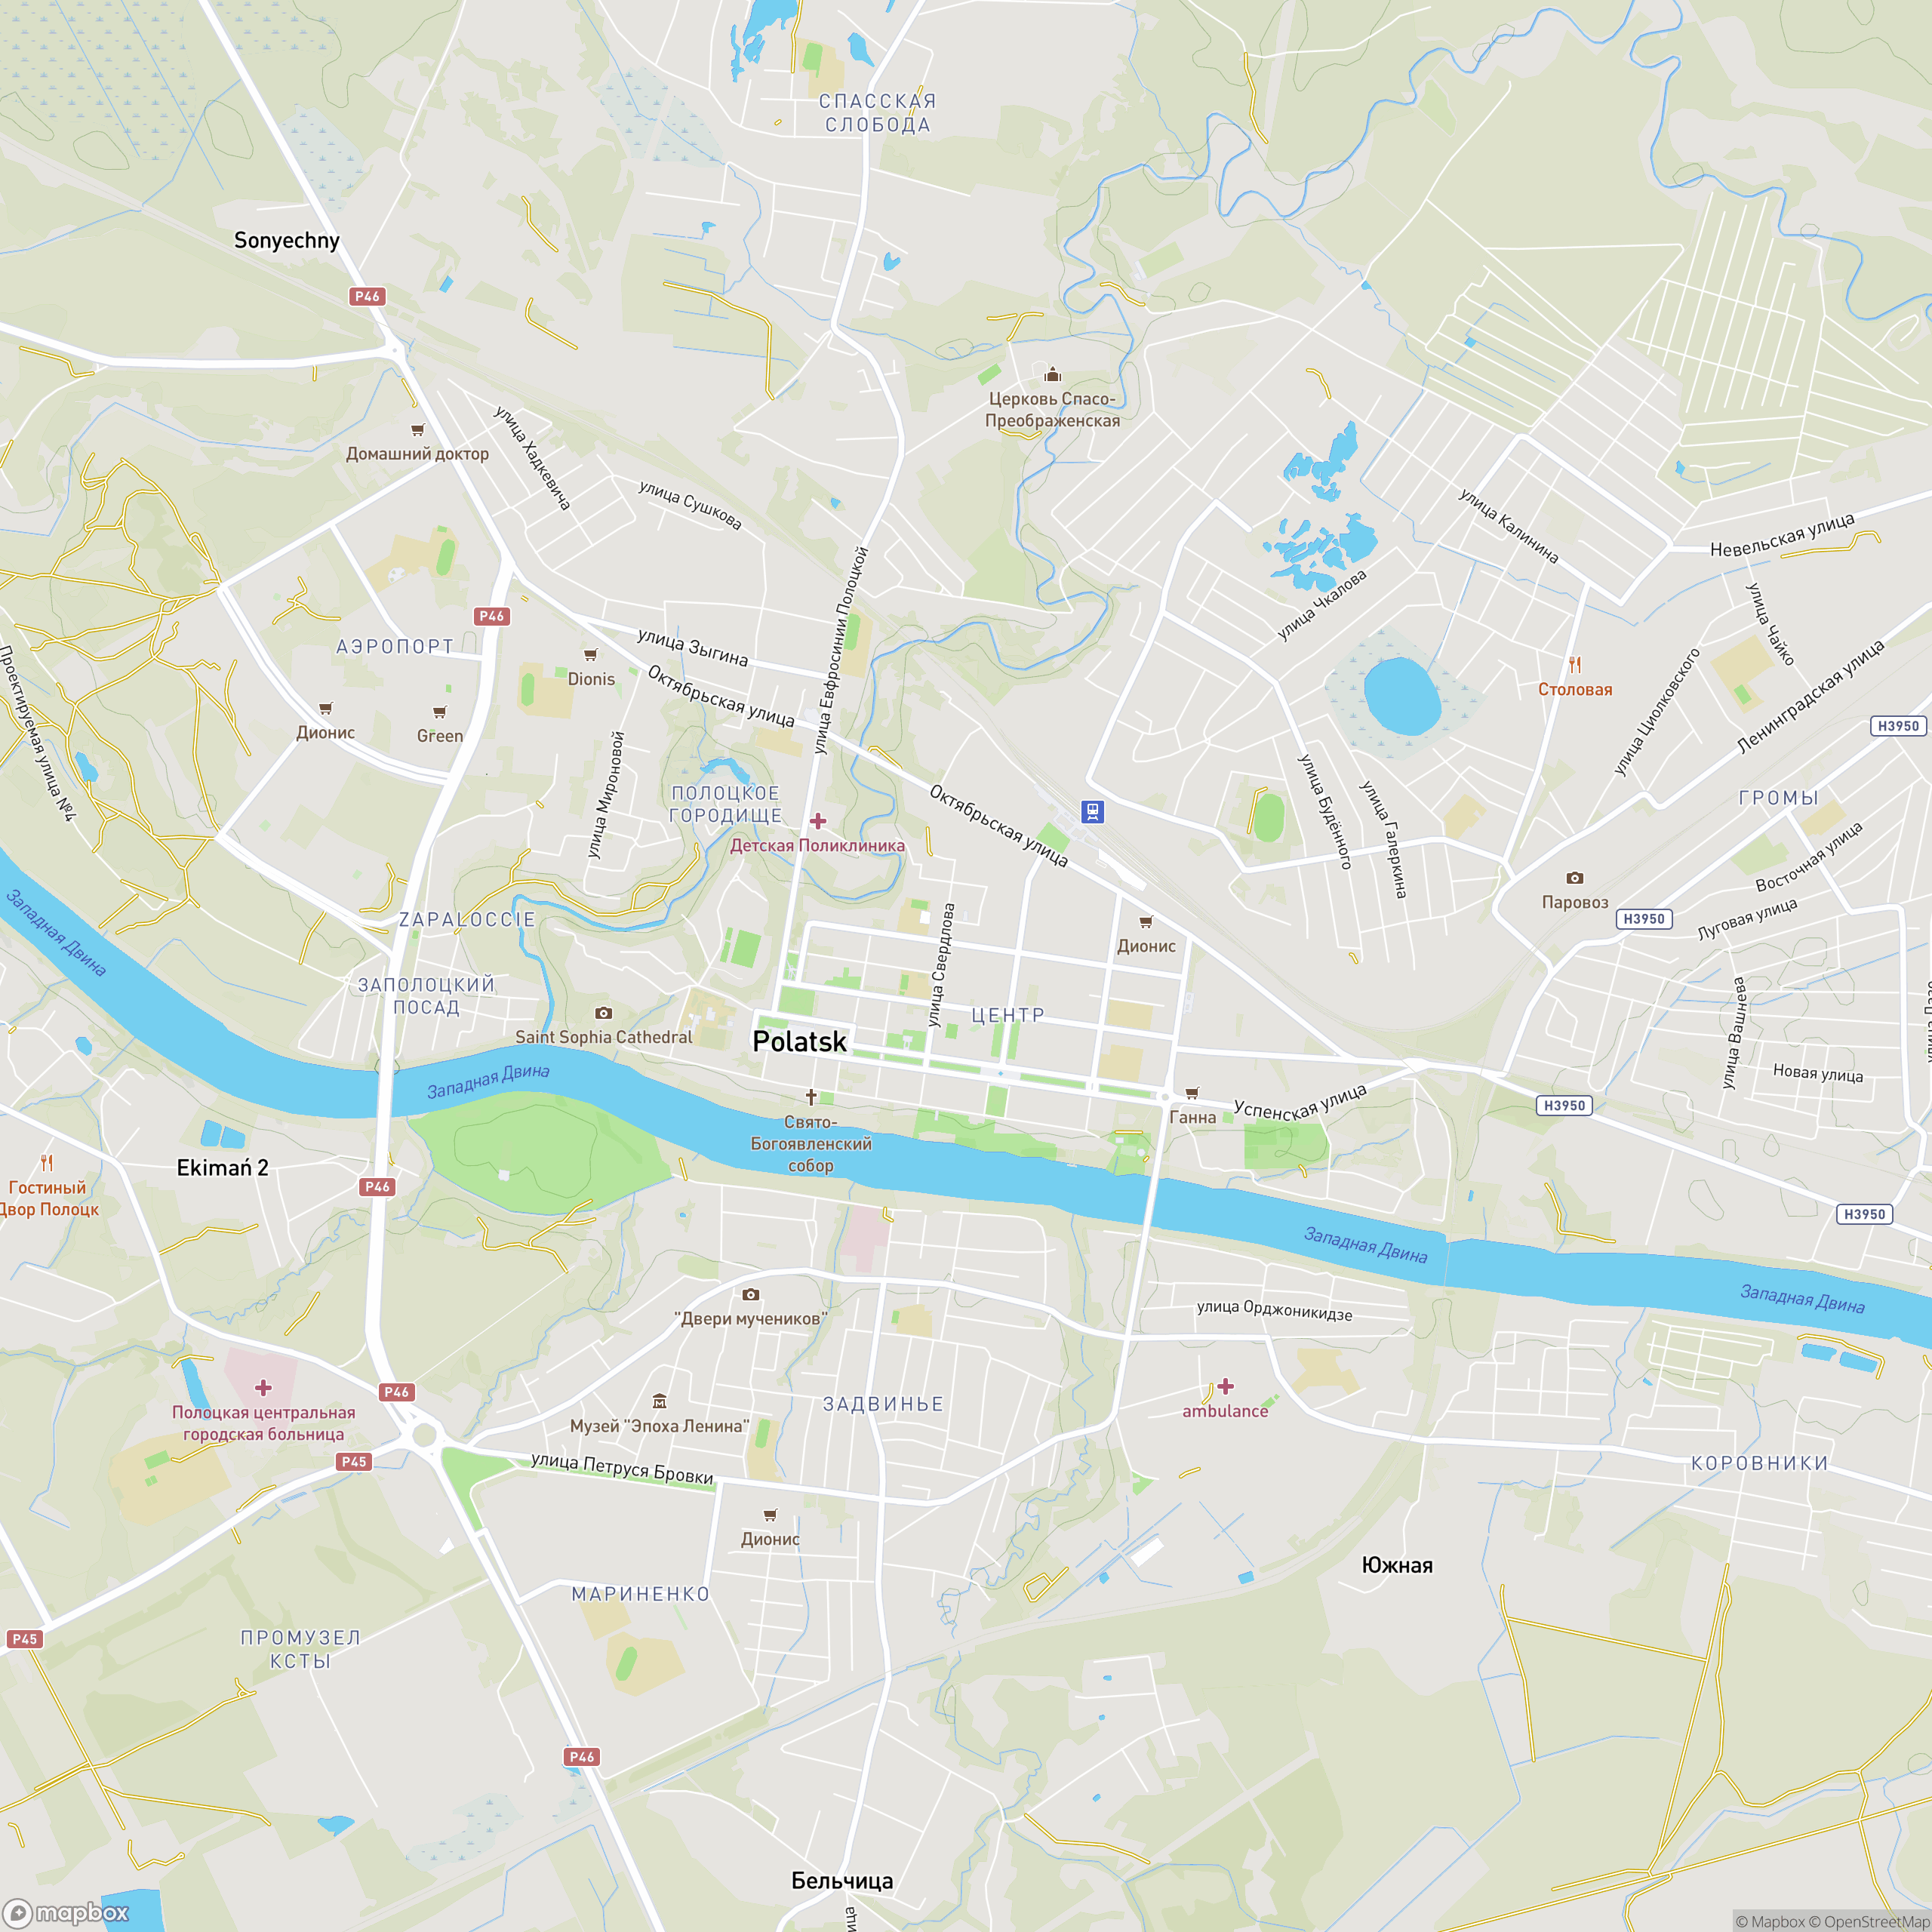 СПАССКАЯ
СЛОБОДА
Sonyechny
P46
Церковь Спасо-
Преображенская
Домашний доктор
улица Хадкевича
улица Сушкова
улица Калинина
Невельская улица
P46
улица Чкалова
улица Чайко
АЭРОПОРТ
улица Зыгина
Dionis
Октябрьская улица
улица Евфросинии Полоцкой
Столовая
улица Циолковского
Ленинградская улица
H3950
Проектируемая улица №4
Дионис
Green
улица Мироновой
ПОЛОЦКОЕ
ГОРОДИЩЕ
Детская Поликлиника
Октябрьская улица
улица Будённого
улица Галеркина
ГРОМЫ
Восточная улица
Паровоз
H3950
Луговая улица
Западная Двина
ZAPALOCCIE
улица Свердлова
Дионис
ЗАПОЛОЦКИЙ
ПОСАД
Saint Sophia Cathedral
Polatsk
ЦЕНТР
улица Вашнева
улица Лазо
Новая улица
Западная Двина
Свято-
Богоявленский
собор
Ганна
Успенская улица
H3950
Ekimań 2
Гостиный
Двор Полоцк
P46
H3950
Западная Двина
Западная Двина
улица Орджоникидзе
"Двери мучеников"
P46
Полоцкая центральная
городская больница
Музей "Эпоха Ленина"
ЗАДВИНЬЕ
ambulance
P45
улица Петруся Бровки
КОРОВНИКИ
Дионис
Южная
МАРИНЕНКО
P45
ПРОМУЗЕЛ
КСТЫ
P46
Бельчица
mapbox
© Mapbox © OpenStreetMap